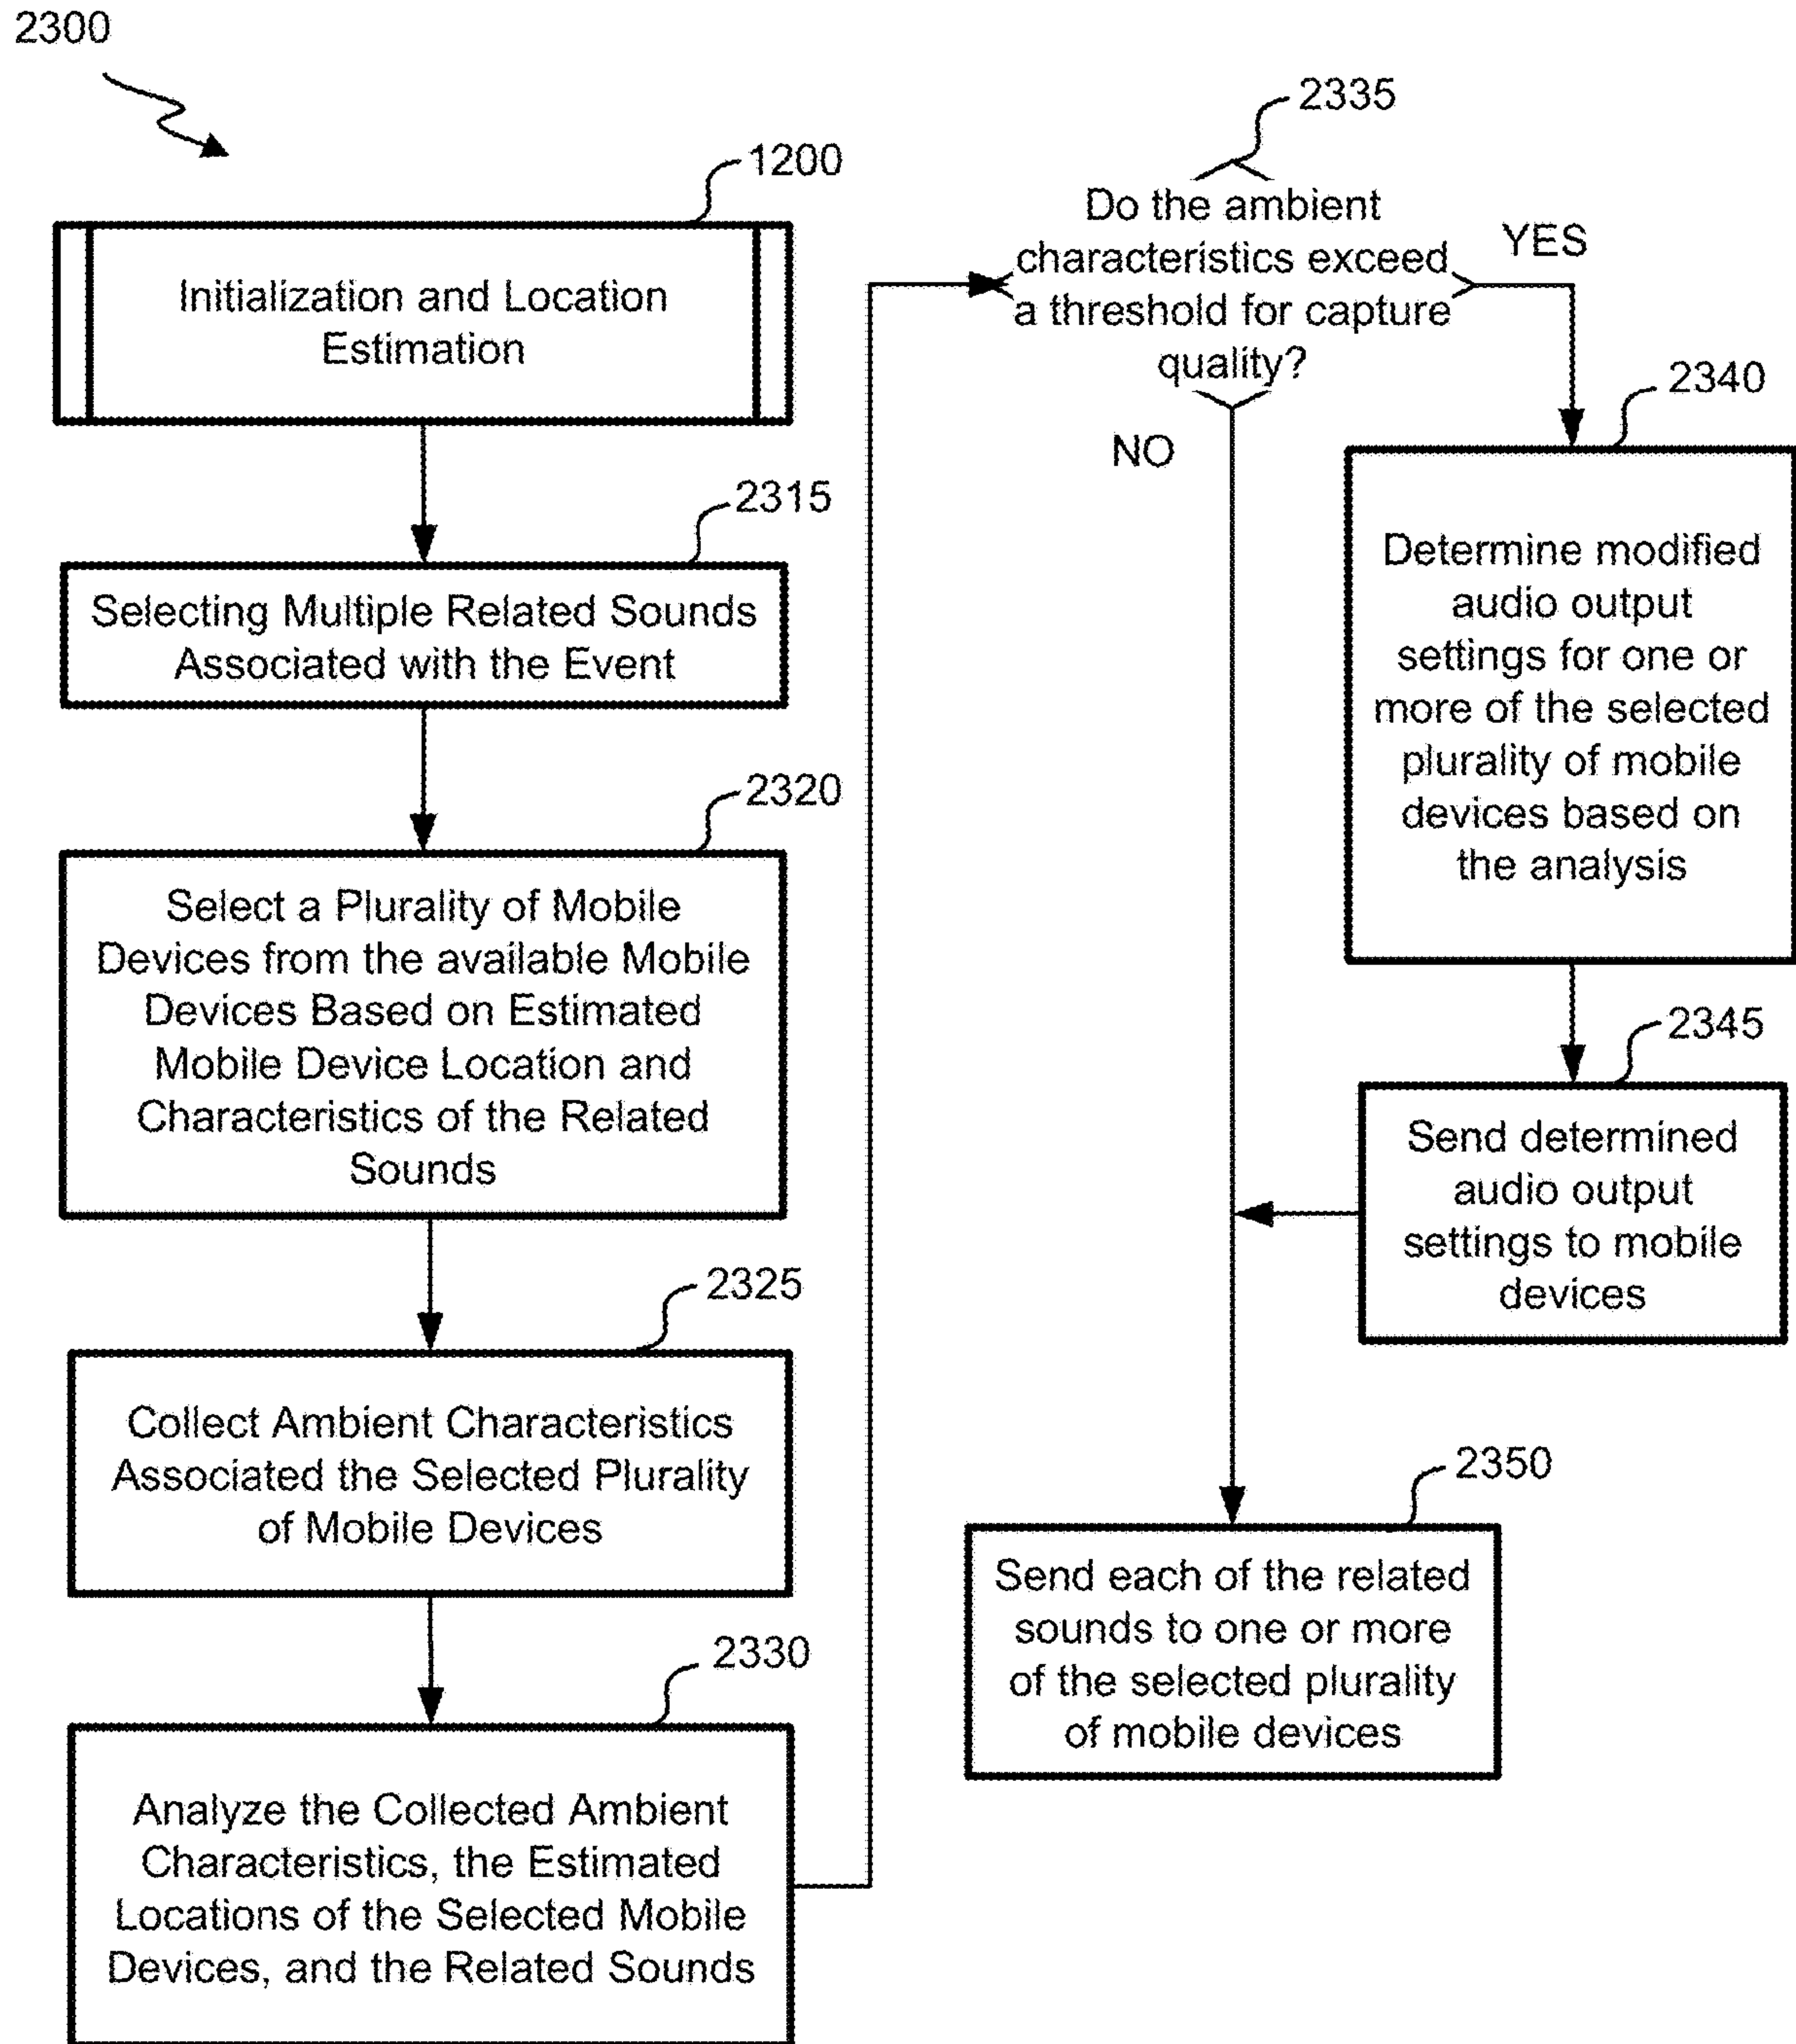 2300
1200
Initialization and Location
Estimation
2315
Selecting Multiple Related Sounds
Associated with the Event
2320
Select a Plurality of Mobile
Devices from the available Mobile
Devices Based on Estimated
Mobile Device Location and
Characteristics of the Related
Sounds
2325
Collect Ambient Characteristics
Associated the Selected Plurality
of Mobile Devices
2330
Analyze the Collected Ambient
Characteristics, the Estimated
Locations of the Selected Mobile
Devices, and the Related Sounds
2335
Do the ambient
characteristics exceed
a threshold for capture
quality?
YES
NO
2340
Determine modified
audio output
settings for one or
more of the selected
plurality of mobile
devices based on
the analysis
2345
Send determined
audio output
settings to mobile
devices
2350
Send each of the related
sounds to one or more
of the selected plurality
of mobile devices